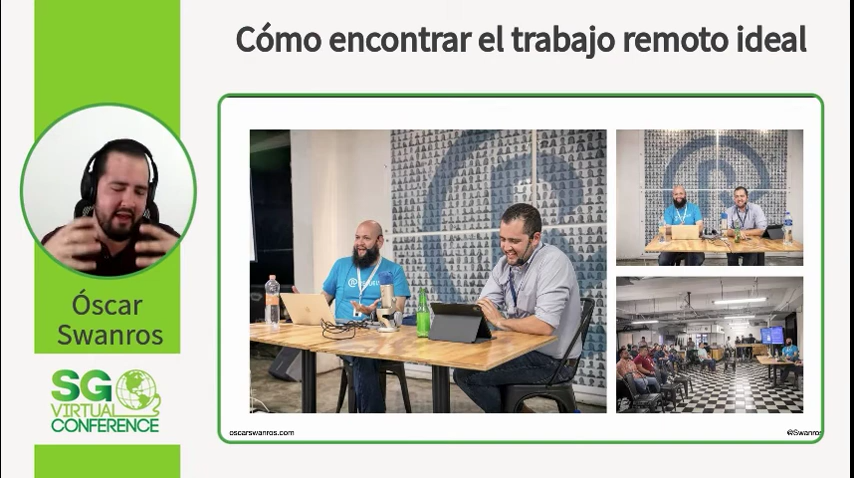 Cómo encontrar el trabajo remoto ideal
Óscar
Swanros
SG
VIRTUAL
CONFERENCE
oscarswanros.com
@Swanros